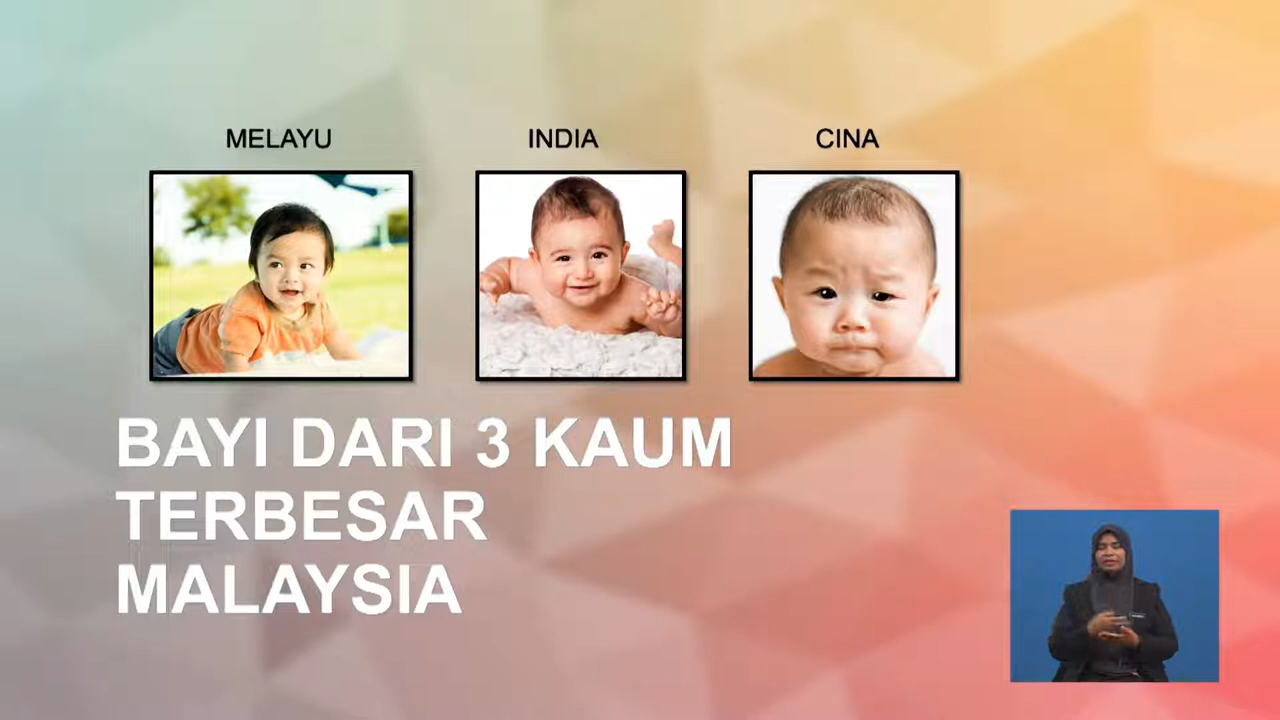 MELAYU
INDIA
CINA
BAYI DARI 3 KAUM
TERBESAR
MALAYSIA